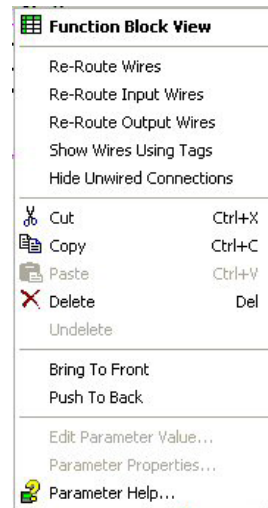 Function Block View
Re-Route Wires
Re-Route Input Wires
Re-Route Output Wires
Show Wires Using Tags
Hide Unwired Connections
Cut Ctrl+X
Copy Ctrl+C
Paste Ctrl+V
Delete Del
Undelete
Bring To Front
Push To Back
Edit Parameter Value...
Parameter Properties...
Parameter Help...